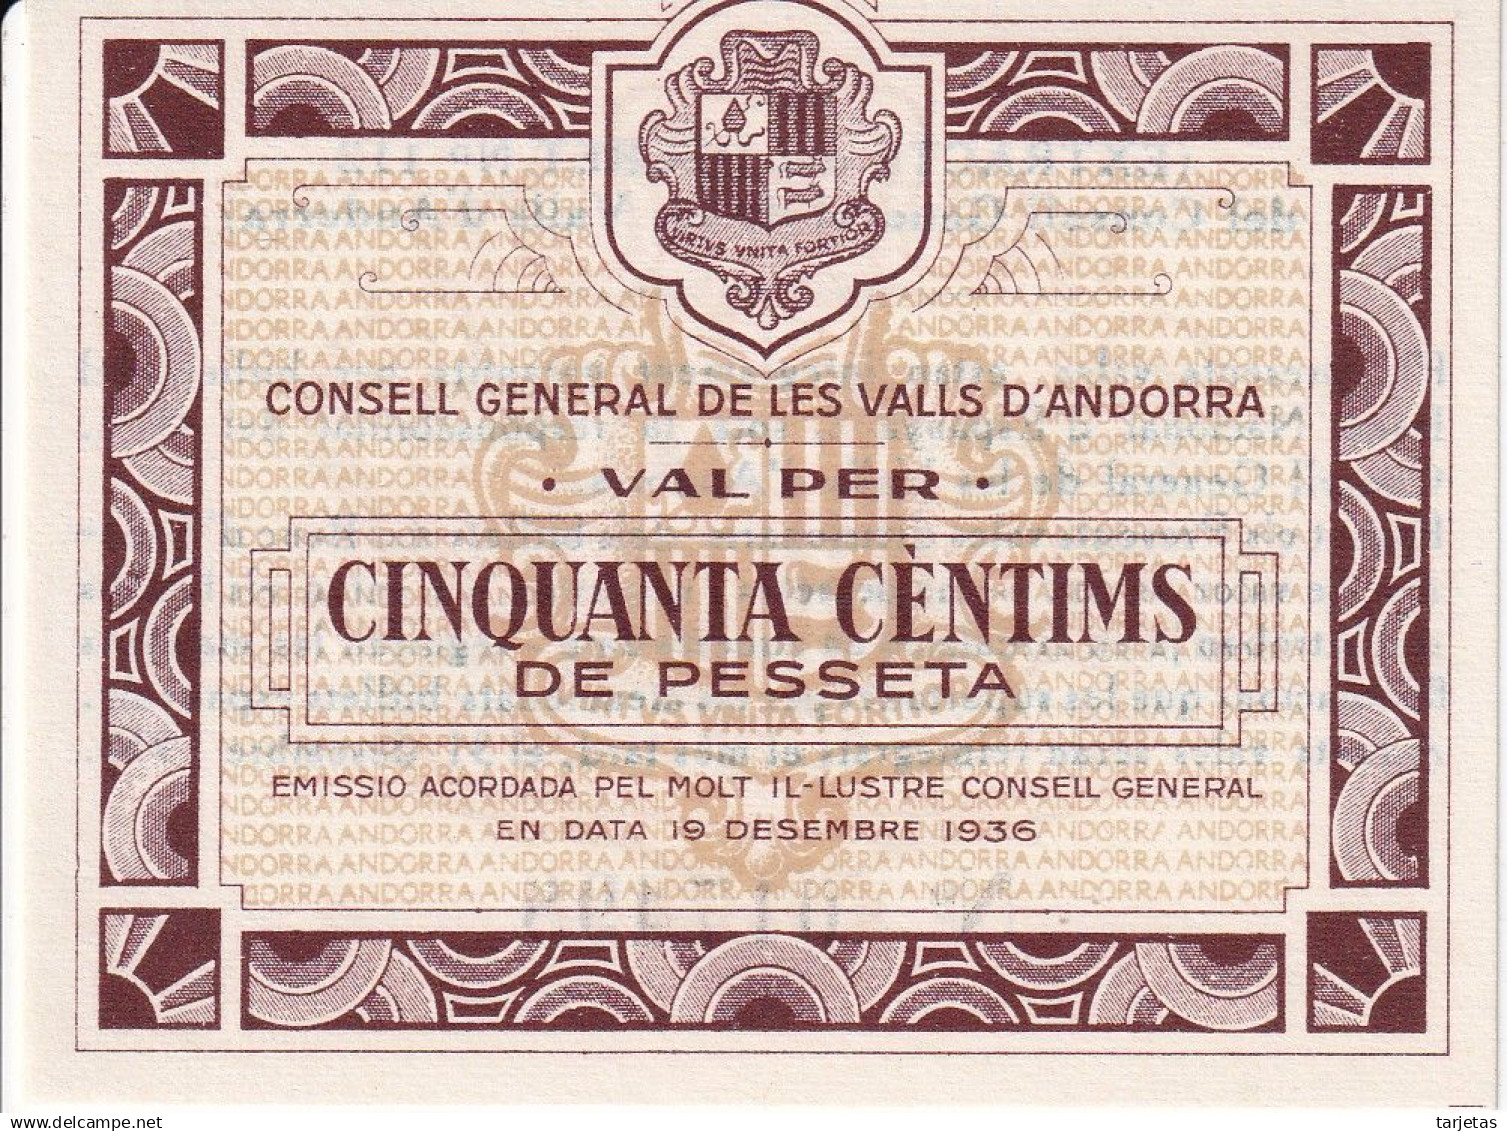 VIRTVS VNITA FORTIOR
CONSELL GENERAL DE LES VALLS D'ANDORRA
· VAL PER ·
CINQUANTA CÈNTIMS
DE PESSETA
EMISSIO ACORDADA PEL MOLT IL-LUSTRE CONSELL GENERAL
EN DATA 19 DESEMBRE 1936
www.delcampe.net
tarjetas